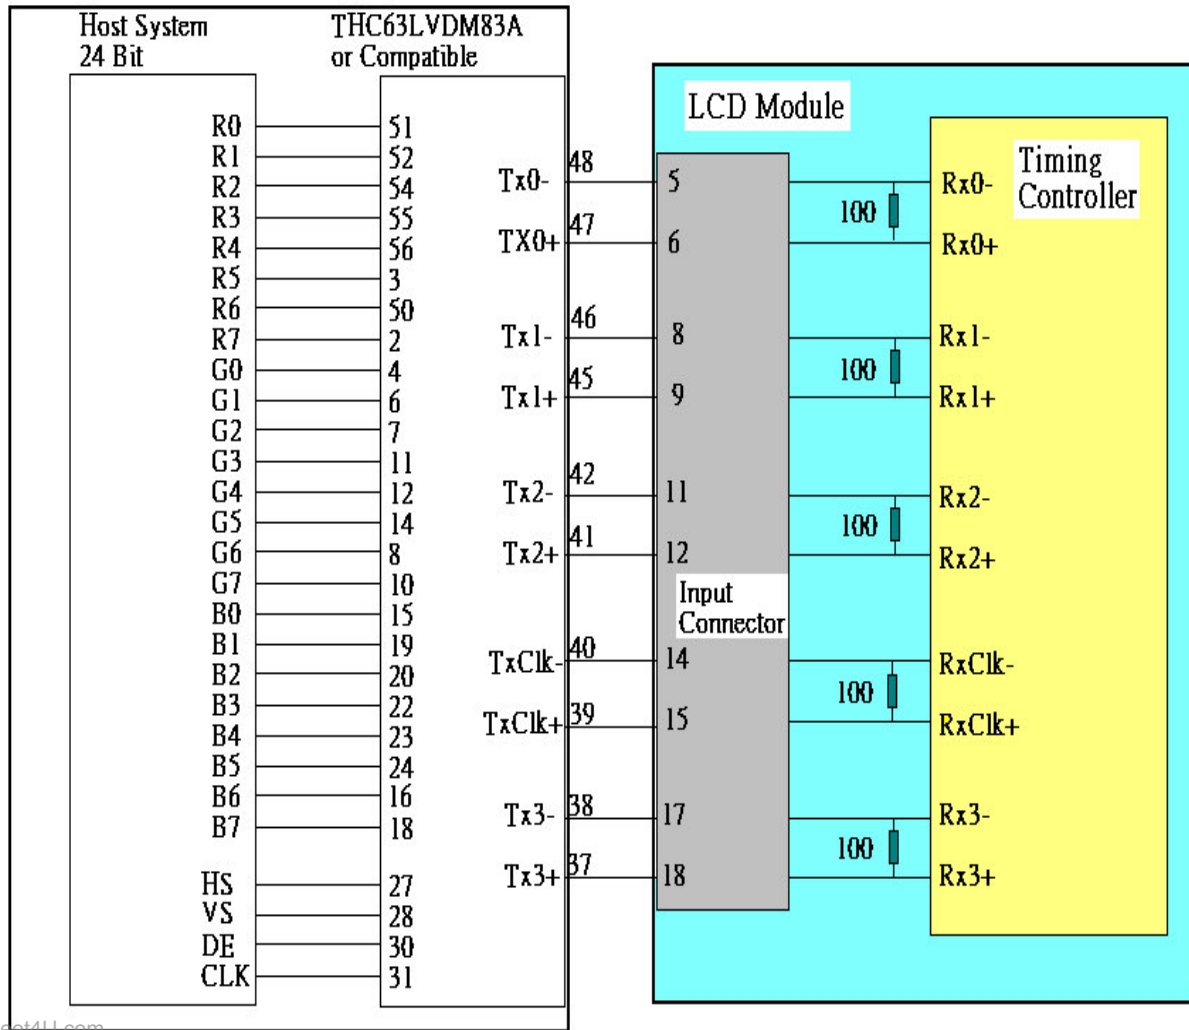 Host System
24 Bit
THC63LVDM83A
or Compatible
R0 51
R1 52
R2 54
R3 55
R4 56
R5 3
R6 50
R7 2
G0 4
G1 6
G2 7
G3 11
G4 12
G5 14
G6 8
G7 10
B0 15
B1 19
B2 20
B3 22
B4 23
B5 24
B6 16
B7 18
HS 27
VS 28
DE 30
CLK 31
Tx0- 48
TX0+ 47
Tx1- 46
Tx1+ 45
Tx2- 42
Tx2+ 41
TxClk- 40
TxClk+ 39
Tx3- 38
Tx3+ 37
LCD Module
5
6
8
9
11
12
Input
Connector
14
15
17
18
100
100
100
100
100
Timing
Controller
Rx0-
Rx0+
Rx1-
Rx1+
Rx2-
Rx2+
RxClk-
RxClk+
Rx3-
Rx3+